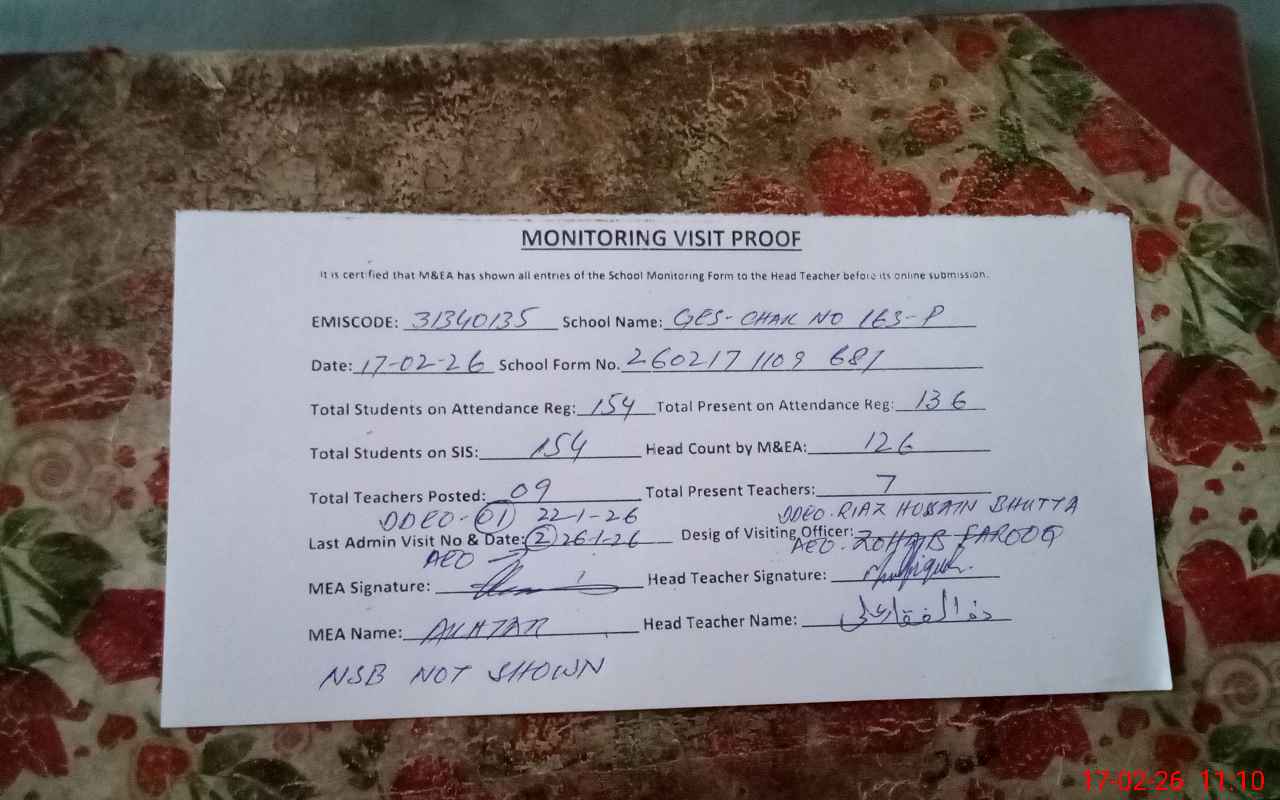 MONITORING VISIT PROOF
It is certified that M&EA has shown all entries of the School Monitoring Form to the Head Teacher before its online submission.
EMISCODE: 31340135 School Name: GES- CHAK NO 163-P
Date: 17-02-26 School Form No. 260217 1109 687
Total Students on Attendance Reg: 154 Total Present on Attendance Reg: 136
Total Students on SIS: 154 Head Count by M&EA: 126
Total Teachers Posted: 09 Total Present Teachers: 7
DDEO- 01 22-1-26 DDEO. RIAZ HUSSAIN BHUTTA
Last Admin Visit No & Date: 2 26-1-26 Desig of Visiting Officer:
AEO AEO. ZOHAIB FAROOQ
MEA Signature: Head Teacher Signature:
MEA Name: AKHTAR Head Teacher Name: ذوالفقار علی
NSB NOT SHOWN
17-02-26 11.10